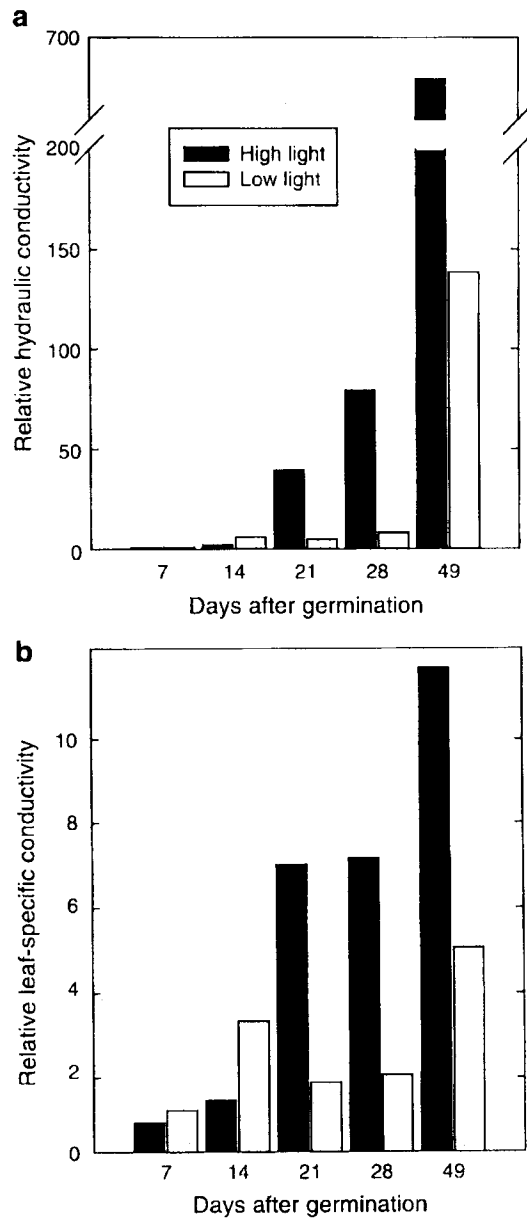 a
700
200
150
100
50
0
Relative hydraulic conductivity
High light
Low light
7 14 21 28 49
Days after germination
b
10
8
6
4
2
0
Relative leaf-specific conductivity
7 14 21 28 49
Days after germination